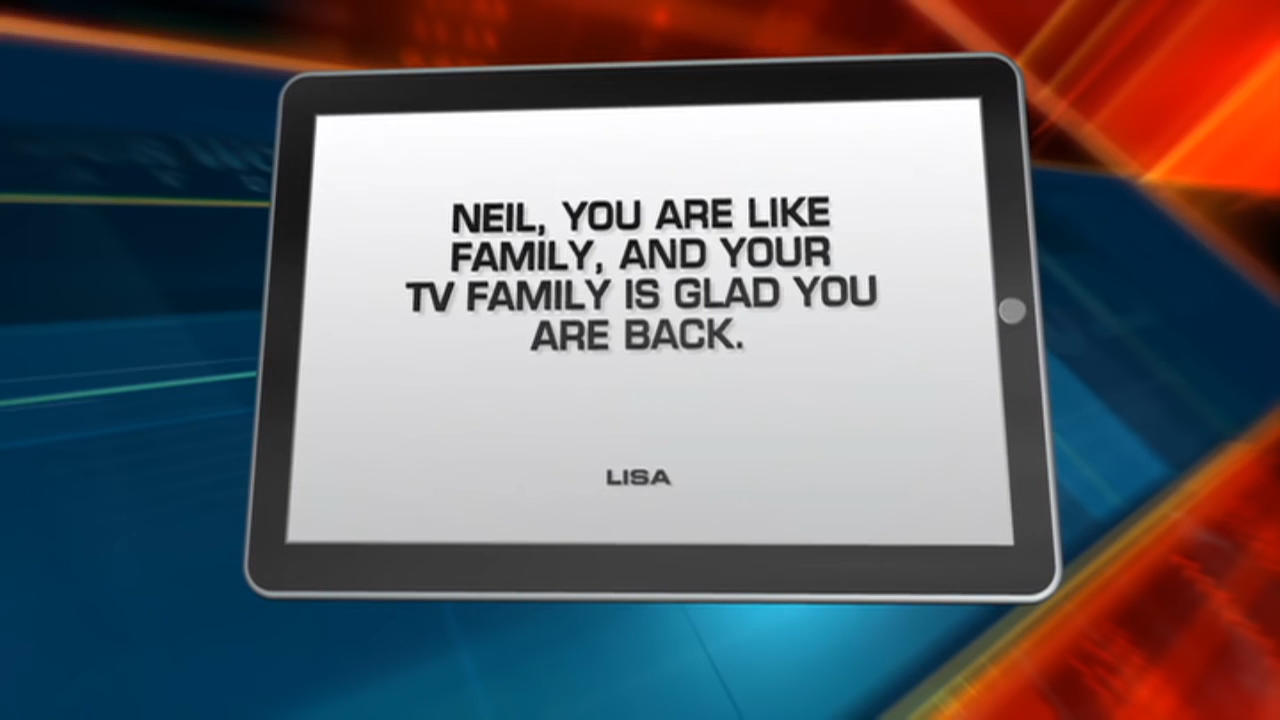 NEIL, YOU ARE LIKE
FAMILY, AND YOUR
TV FAMILY IS GLAD YOU
ARE BACK.
LISA